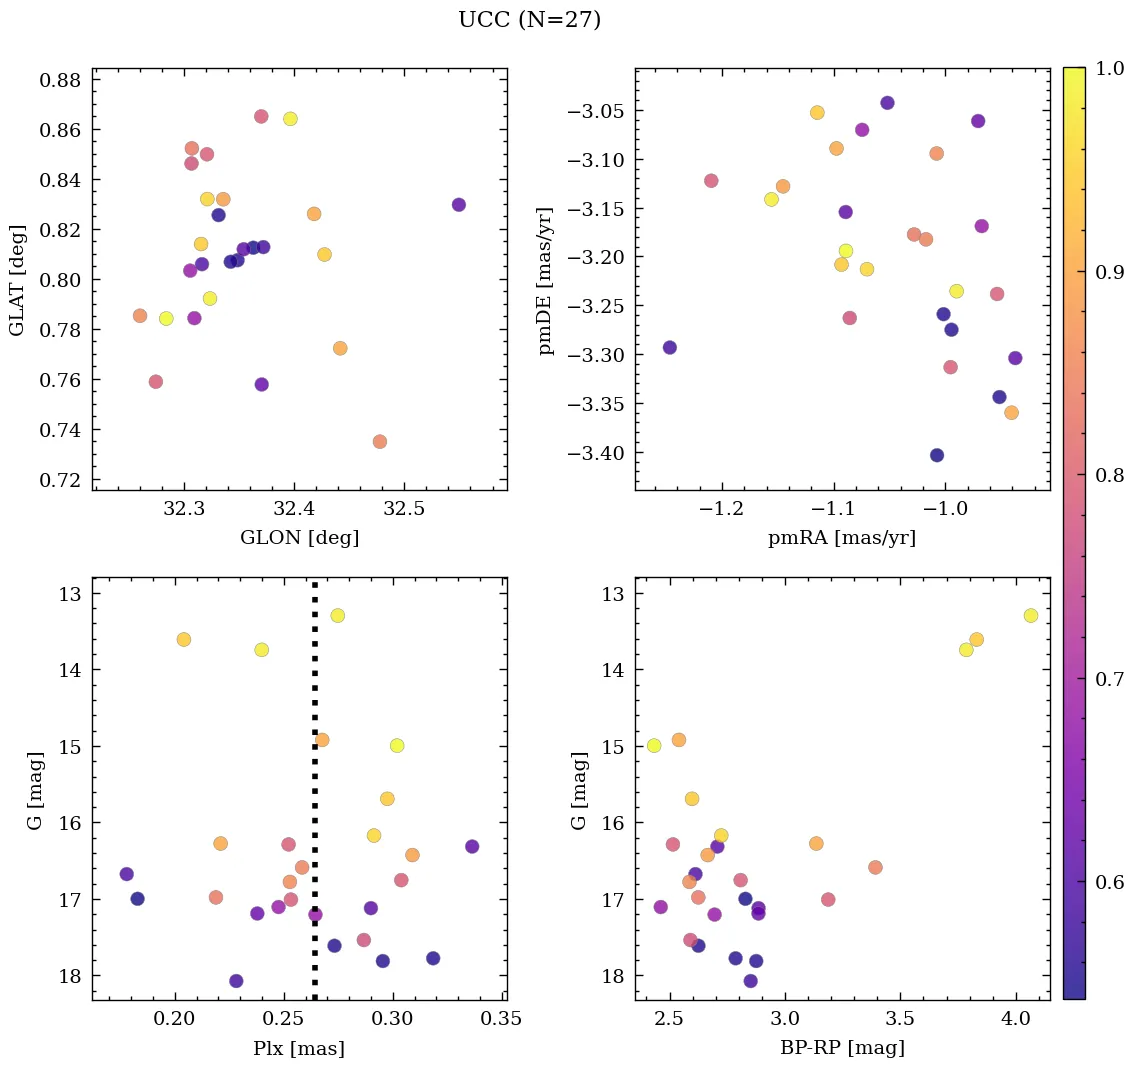 UCC (N=27)
0.88
0.86
0.84
0.82
0.80
0.78
0.76
0.74
0.72
GLAT [deg]
32.3 32.4 32.5
GLON [deg]
−3.05
−3.10
−3.15
−3.20
−3.25
−3.30
−3.35
−3.40
pmDE [mas/yr]
−1.2 −1.1 −1.0
pmRA [mas/yr]
13
14
15
16
17
18
G [mag]
0.20 0.25 0.30 0.35
Plx [mas]
13
14
15
16
17
18
G [mag]
2.5 3.0 3.5 4.0
BP-RP [mag]
1.0
0.9
0.8
0.7
0.6